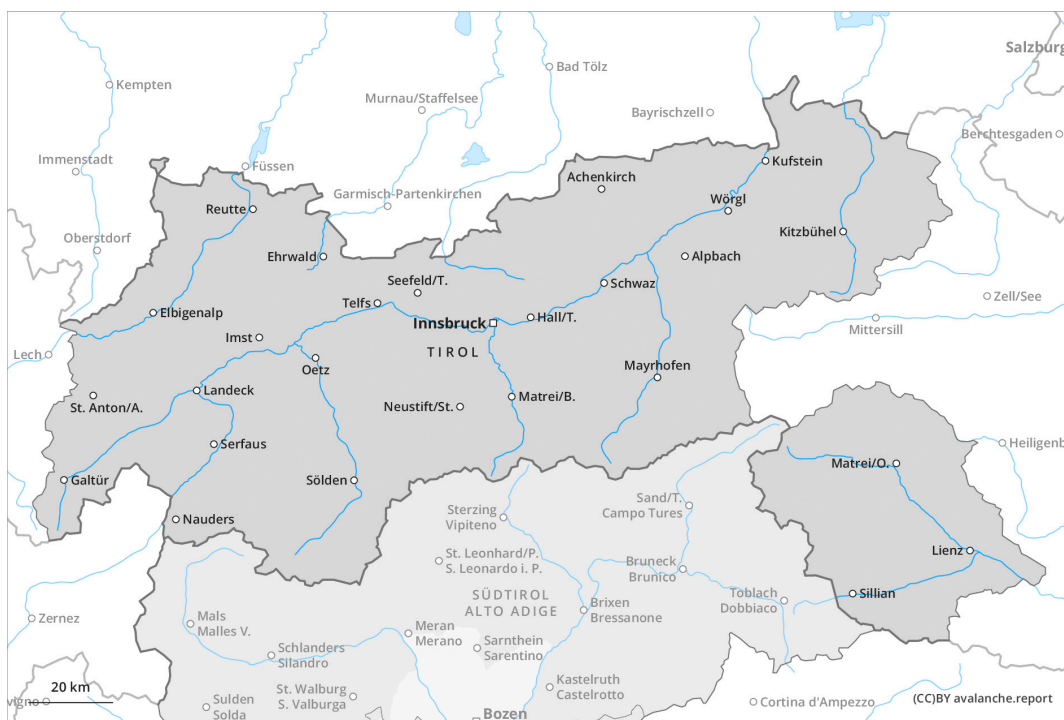 Salzburg
Kempten
Bad Tölz
Murnau/Staffelsee
Bayrischzell
Berchtesgaden
Immenstadt
Füssen
Kufstein
Garmisch-Partenkirchen
Achenkirch
Reutte
Wörgl
Oberstdorf
Kitzbühel
Ehrwald
Alpbach
Seefeld/T.
Schwaz
Zell/See
Telfs
Elbigenalp
Innsbruck
Hall/T.
Mittersill
Imst
TIROL
Lech
Oetz
Mayrhofen
Landeck
St. Anton/A.
Neustift/St.
Matrei/B.
Serfaus
Heiligenb
Matrei/O.
Galtür
Sölden
Sand/T.
Campo Tures
Sterzing
Vipiteno
Nauders
Lienz
St. Leonhard/P.
S. Leonardo i. P.
Bruneck
Brunico
SÜDTIROL
ALTO ADIGE
Toblach
Dobbiaco
Sillian
Brixen
Bressanone
Zernez
Mals
Malles V.
Meran
Merano
Sarnthein
Sarentino
Schlanders
Silandro
20 km
Kastelruth
Castelrotto
vigno
St. Walburg
S. Valburga
Sulden
Solda
Cortina d'Ampezzo
(CC)BY avalanche.report
Bozen